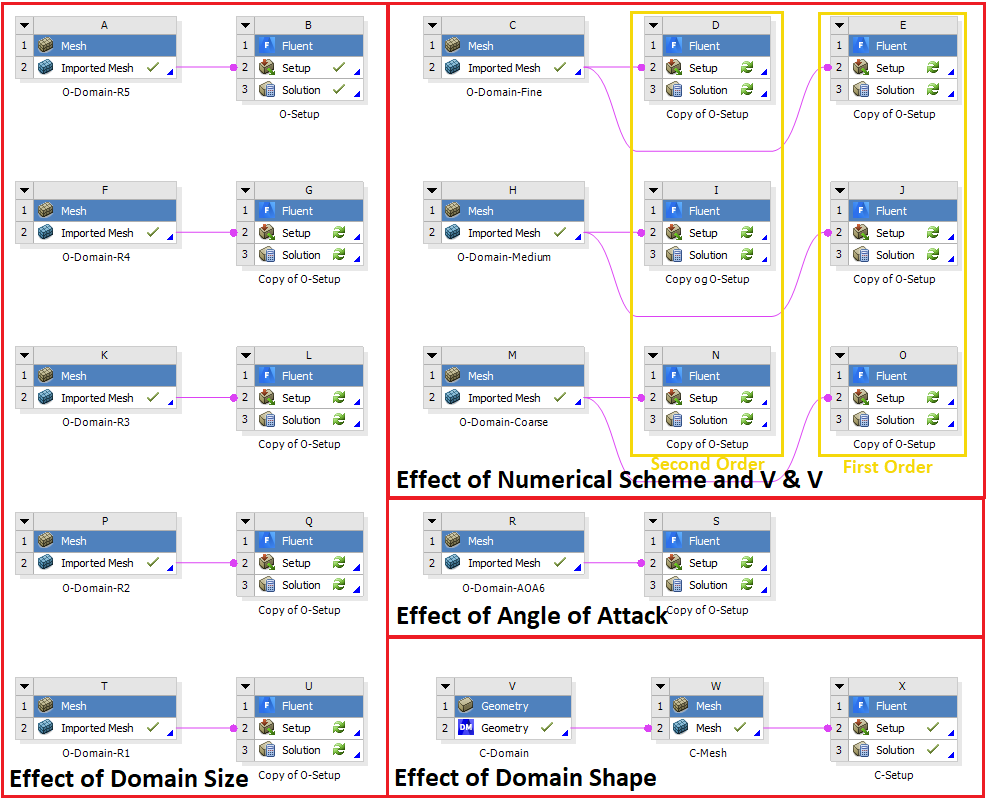 A
1 Mesh
2 Imported Mesh
O-Domain-R5
B
1 Fluent
2 Setup
3 Solution
O-Setup
F
1 Mesh
2 Imported Mesh
O-Domain-R4
G
1 Fluent
2 Setup
3 Solution
Copy of O-Setup
K
1 Mesh
2 Imported Mesh
O-Domain-R3
L
1 Fluent
2 Setup
3 Solution
Copy of O-Setup
P
1 Mesh
2 Imported Mesh
O-Domain-R2
Q
1 Fluent
2 Setup
3 Solution
Copy of O-Setup
T
1 Mesh
2 Imported Mesh
O-Domain-R1
U
1 Fluent
2 Setup
3 Solution
Copy of O-Setup
Effect of Domain Size
C
1 Mesh
2 Imported Mesh
O-Domain-Fine
D
1 Fluent
2 Setup
3 Solution
Copy of O-Setup
E
1 Fluent
2 Setup
3 Solution
Copy of O-Setup
H
1 Mesh
2 Imported Mesh
O-Domain-Medium
I
1 Fluent
2 Setup
3 Solution
Copy og O-Setup
J
1 Fluent
2 Setup
3 Solution
Copy of O-Setup
M
1 Mesh
2 Imported Mesh
O-Domain-Coarse
N
1 Fluent
2 Setup
3 Solution
Copy of O-Setup
O
1 Fluent
2 Setup
3 Solution
Copy of O-Setup
Second Order
First Order
Effect of Numerical Scheme and V & V
R
1 Mesh
2 Imported Mesh
O-Domain-AOA6
S
1 Fluent
2 Setup
3 Solution
Copy of O-Setup
Effect of Angle of Attack
V
1 Geometry
2 DM Geometry
C-Domain
W
1 Mesh
2 Mesh
C-Mesh
X
1 Fluent
2 Setup
3 Solution
C-Setup
Effect of Domain Shape